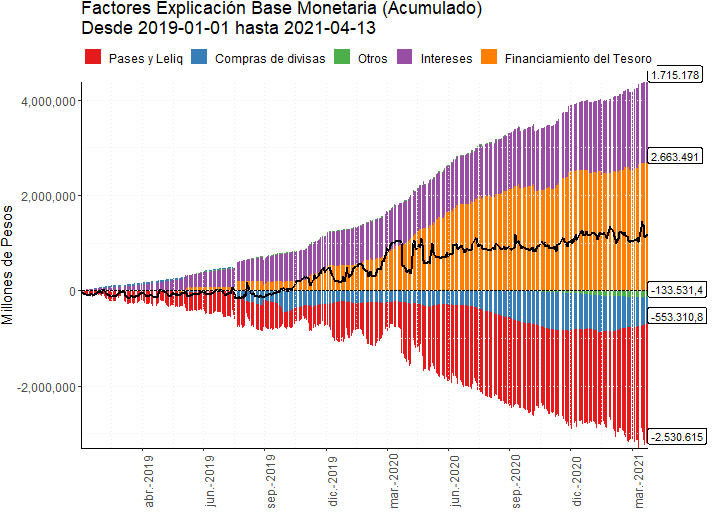 Factores Explicación Base Monetaria (Acumulado)
Desde 2019-01-01 hasta 2021-04-13
Pases y Leliq Compras de divisas Otros Intereses Financiamiento del Tesoro
Millones de Pesos
4,000,000
2,000,000
0
-2,000,000
1.715.178
2.663.491
-133.531,4
-553.310,8
-2.530.615
abr.-2019
jun.-2019
sep.-2019
dic.-2019
mar.-2020
jun.-2020
sep.-2020
dic.-2020
mar.-2021